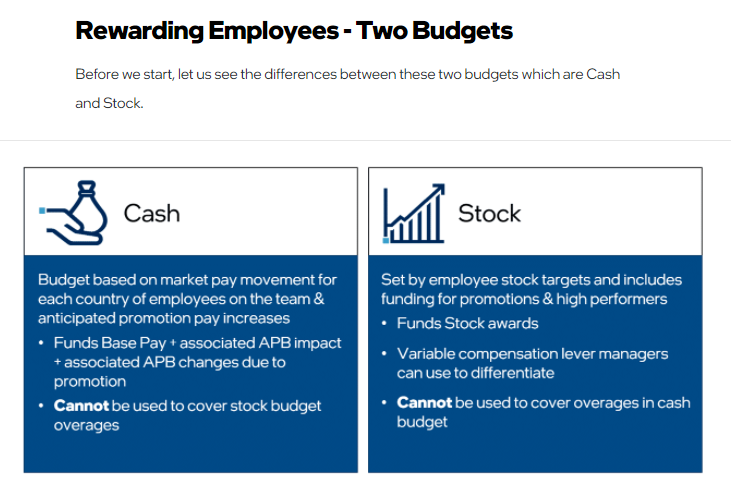 Rewarding Employees - Two Budgets
Before we start, let us see the differences between these two budgets which are Cash
and Stock.
Cash
Budget based on market pay movement for
each country of employees on the team &
anticipated promotion pay increases
• Funds Base Pay + associated APB impact
+ associated APB changes due to
promotion
• Cannot be used to cover stock budget
overages
Stock
Set by employee stock targets and includes
funding for promotions & high performers
• Funds Stock awards
• Variable compensation lever managers
can use to differentiate
• Cannot be used to cover overages in cash
budget